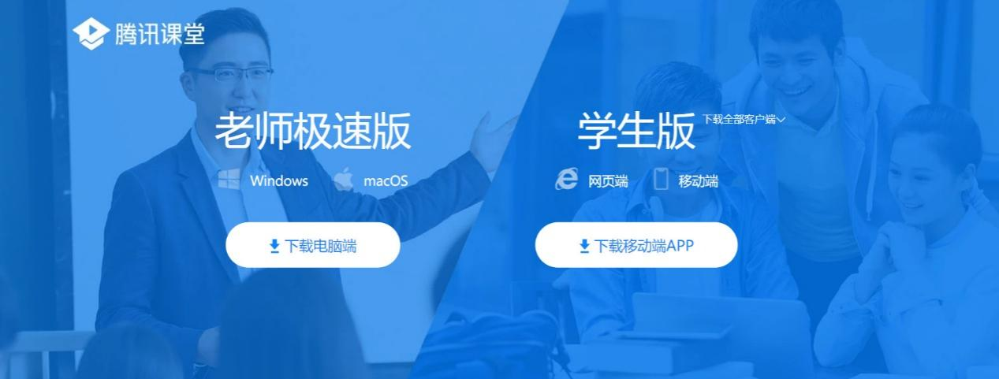 腾讯课堂
老师极速版
Windows macOS
下载电脑端
学生版 下载全部客户端
网页端 移动端
下载移动端APP